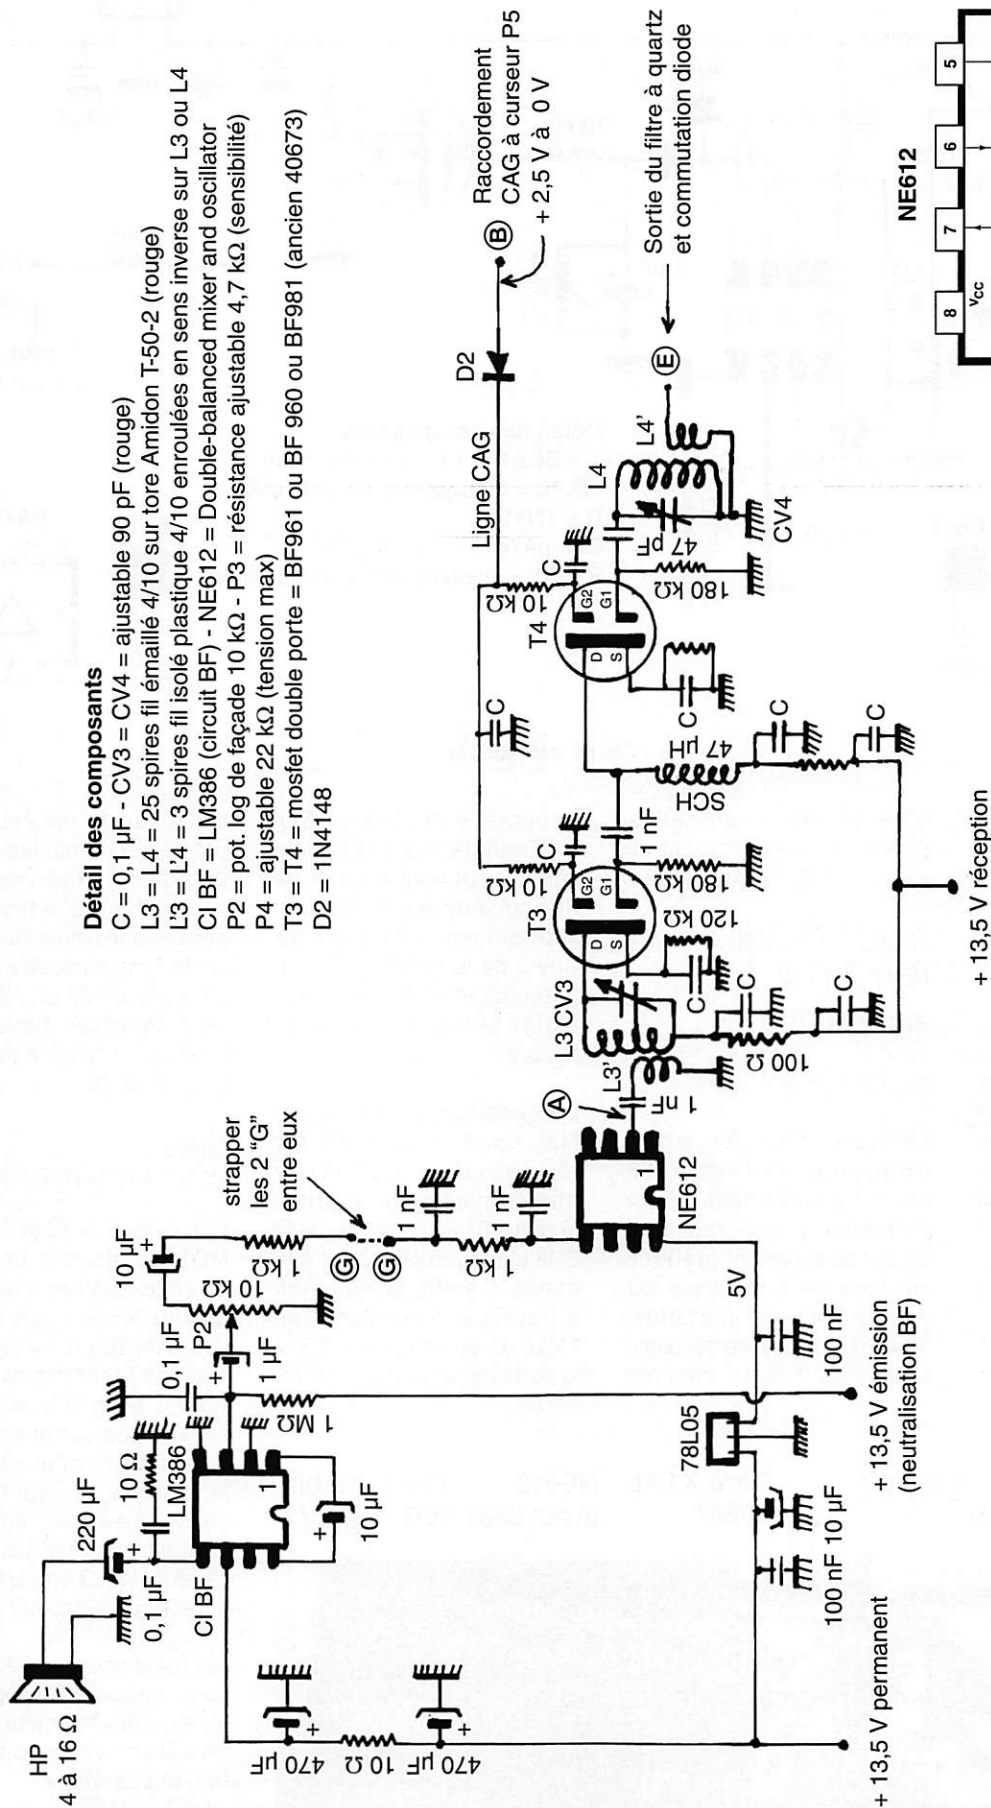 Détail des composants
C = 0,1 µF - CV3 = CV4 = ajustable 90 pF (rouge)
L3 = L4 = 25 spires fil émaillé 4/10 sur tore Amidon T-50-2 (rouge)
L'3 = L'4 = 3 spires fil isolé plastique 4/10 enroulées en sens inverse sur L3 ou L4
CI BF = LM386 (circuit BF) - NE612 = Double-balanced mixer and oscillator
P2 = pot. log de façade 10 kΩ - P3 = résistance ajustable 4,7 kΩ (sensibilité)
P4 = ajustable 22 kΩ (tension max)
T3 = T4 = mosfet double porte = BF961 ou BF 960 ou BF981 (ancien 40673)
D2 = 1N4148
HP
4 à 16 Ω
220 µF
+
0,1 µF
10 Ω
LM386
CI BF
1
0,1 µF
P2
+
1 µF
1 MΩ
+
10 µF
10 µF
+
10 kΩ
1 kΩ
strapper
les 2 "G"
entre eux
G
G
1 nF
1 kΩ
1 nF
470 µF
+
10 Ω
470 µF
+
NE612
A
1 nF
L3'
L3
CV3
T3
D
S
G2
G1
10 kΩ
C
C
1 nF
180 kΩ
120 kΩ
C
C
100 Ω
C
SCH
47 µH
C
C
T4
D
S
G2
G1
10 kΩ
C
C
47 pF
180 kΩ
L4
L4'
CV4
Ligne CAG
D2
B
Raccordement
CAG à curseur P5
+ 2,5 V à 0 V
E
Sortie du filtre à quartz
et commutation diode
5V
78L05
100 nF
10 µF
100 nF
+ 13,5 V permanent
+ 13,5 V émission
(neutralisation BF)
+ 13,5 V réception
NE612
8
7
6
5
Vcc